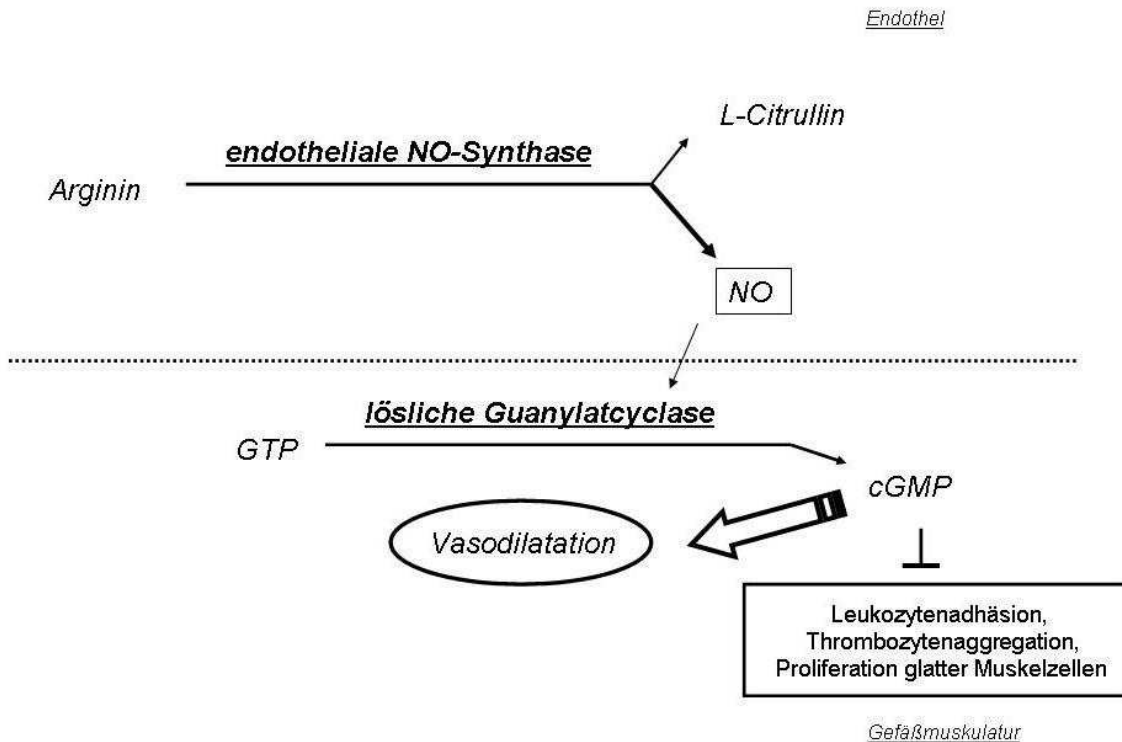 Endothel
L-Citrullin
endotheliale NO-Synthase
Arginin
NO
lösliche Guanylatcyclase
GTP
cGMP
Vasodilatation
Leukozytenadhäsion,
Thrombozytenaggregation,
Proliferation glatter Muskelzellen
Gefäßmuskulatur